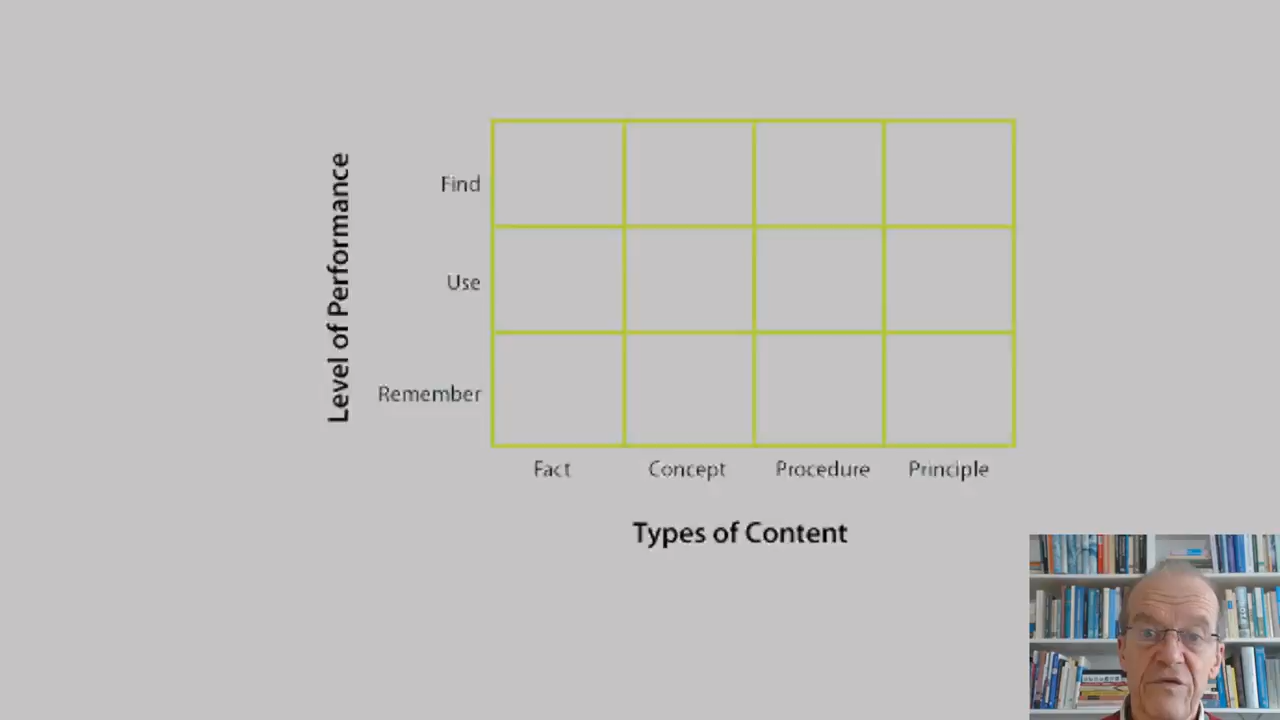 Level of Performance
Find
Use
Remember
Fact Concept Procedure Principle
Types of Content